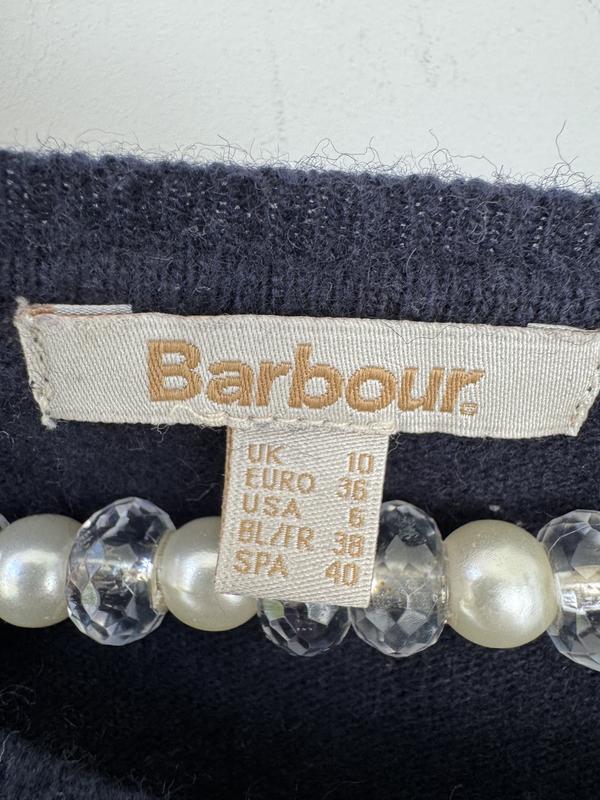 Barbour
UK 10
EURO 36
USA 6
BL/FR 38
SPA 40